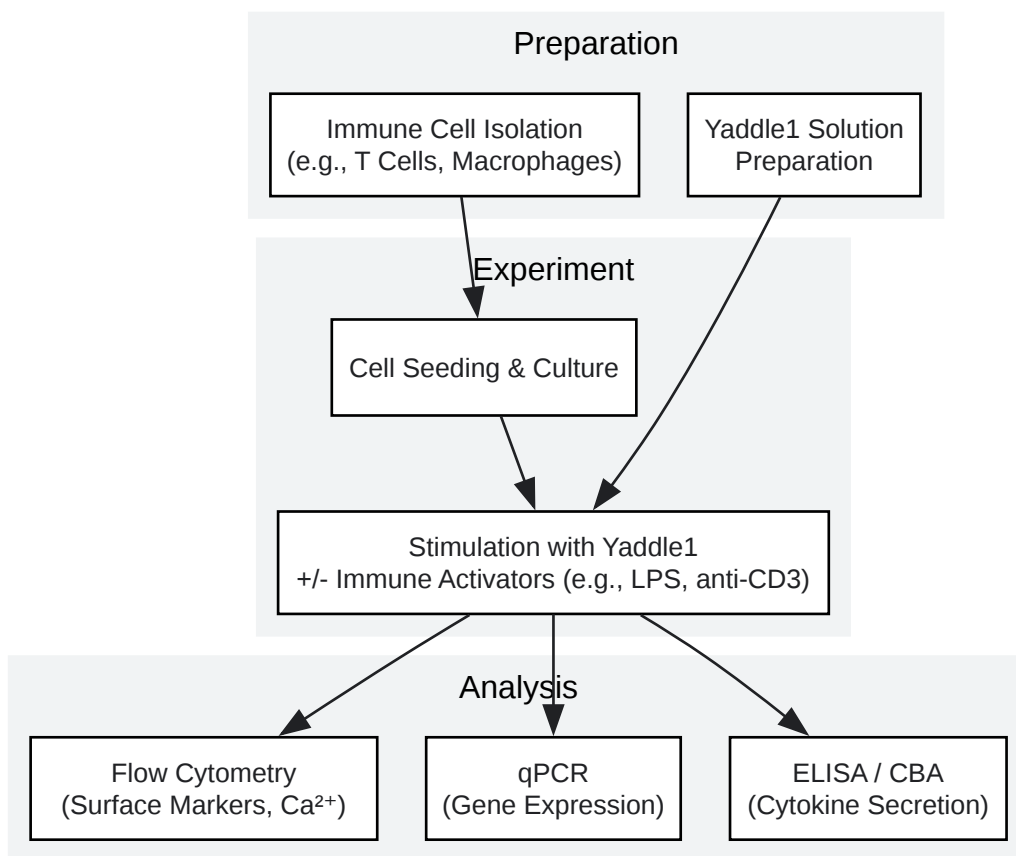 Preparation
Immune Cell Isolation
(e.g., T Cells, Macrophages)
Yaddle1 Solution
Preparation
Experiment
Cell Seeding & Culture
Stimulation with Yaddle1
+/- Immune Activators (e.g., LPS, anti-CD3)
Analysis
Flow Cytometry
(Surface Markers, Ca²⁺)
qPCR
(Gene Expression)
ELISA / CBA
(Cytokine Secretion)